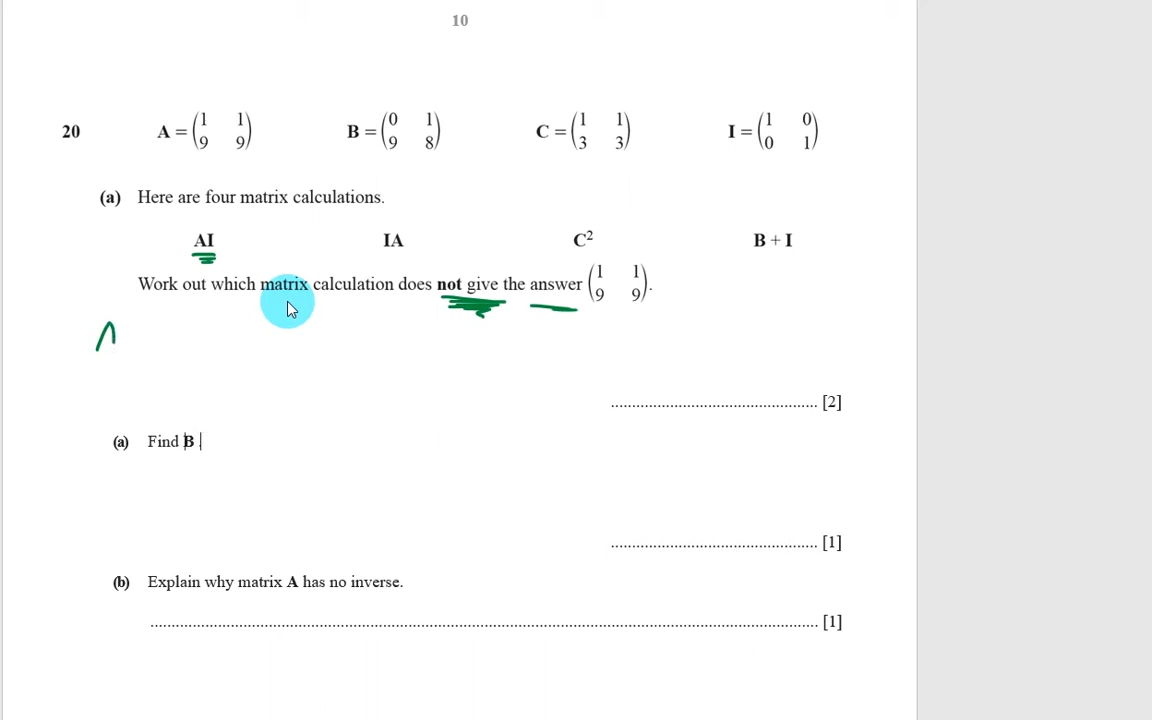 10
20 A = (1 1 9 9) B = (0 1 9 8) C = (1 1 3 3) I = (1 0 0 1)
(a) Here are four matrix calculations.
AI IA C² B + I
Work out which matrix calculation does not give the answer (1 1 9 9).
.................................................. [2]
(a) Find |B|
.................................................. [1]
(b) Explain why matrix A has no inverse.
.................................................. [1]